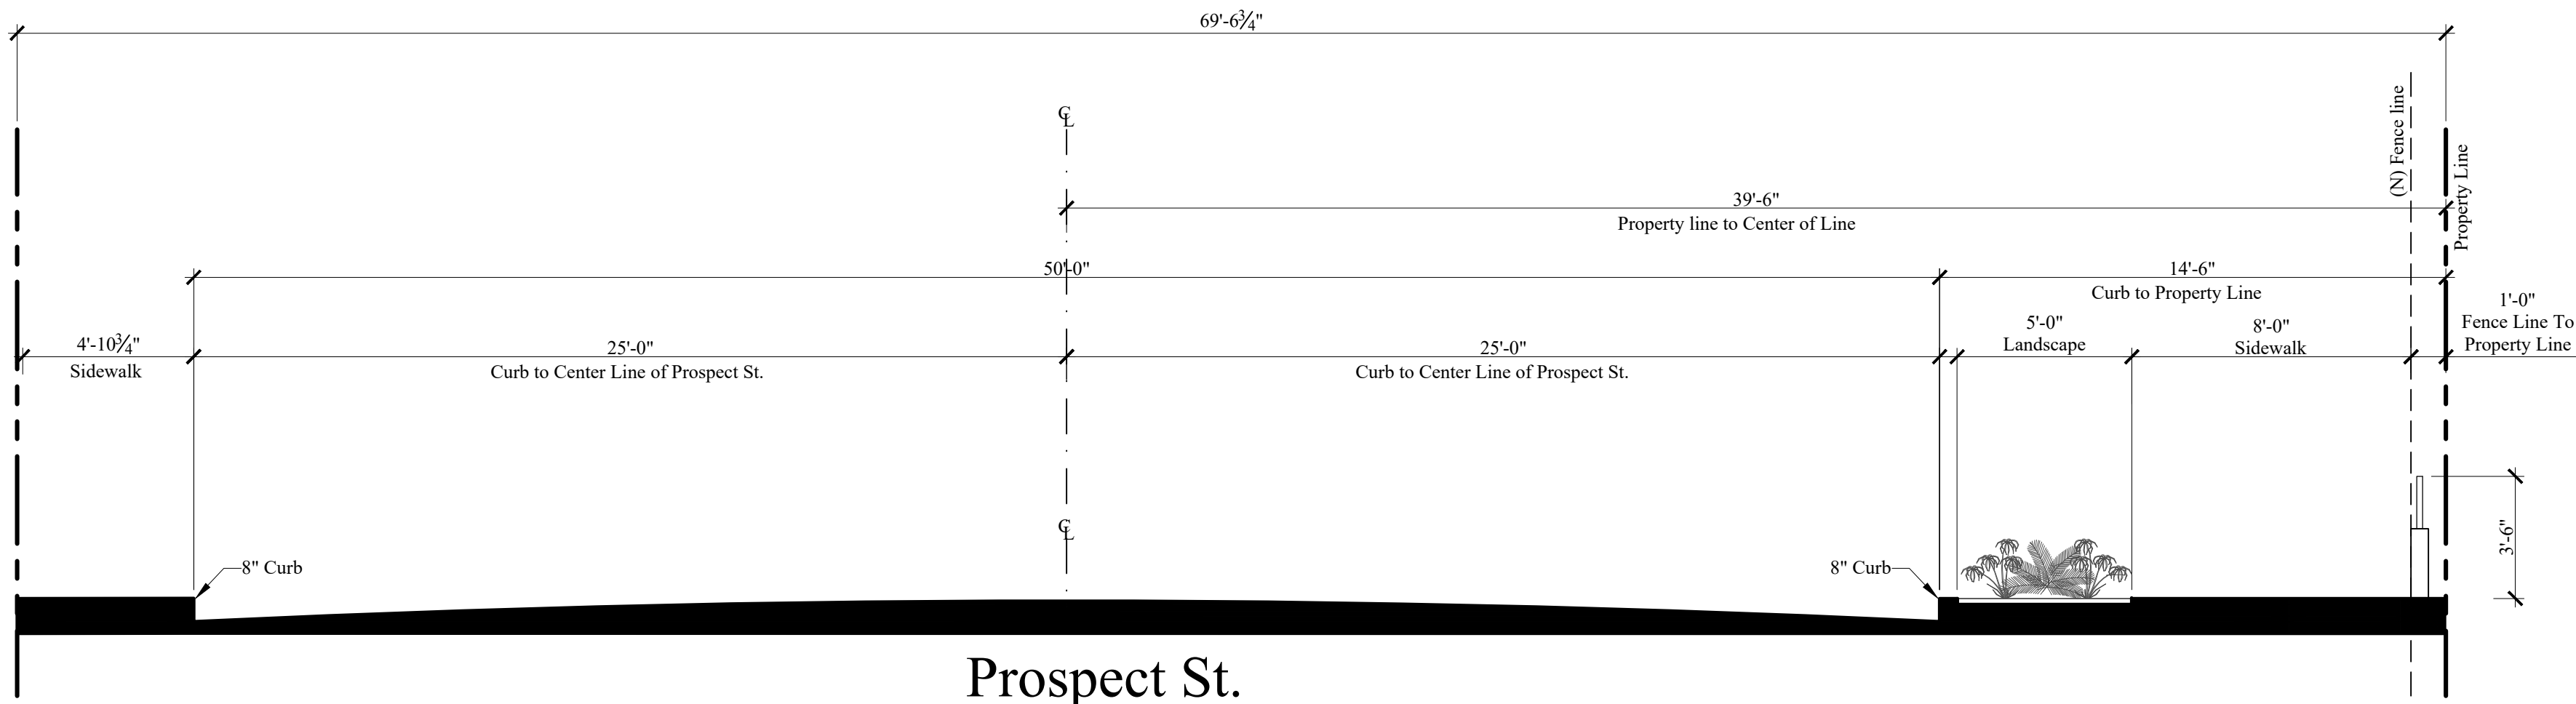 69'-6¾"
℄
(N) Fence line
Property Line
39'-6"
Property line to Center of Line
50'-0"
14'-6"
Curb to Property Line
1'-0"
Fence Line To
Property Line
4'-10¾"
Sidewalk
25'-0"
Curb to Center Line of Prospect St.
25'-0"
Curb to Center Line of Prospect St.
5'-0"
Landscape
8'-0"
Sidewalk
℄
3'-6"
8" Curb
8" Curb
Prospect St.